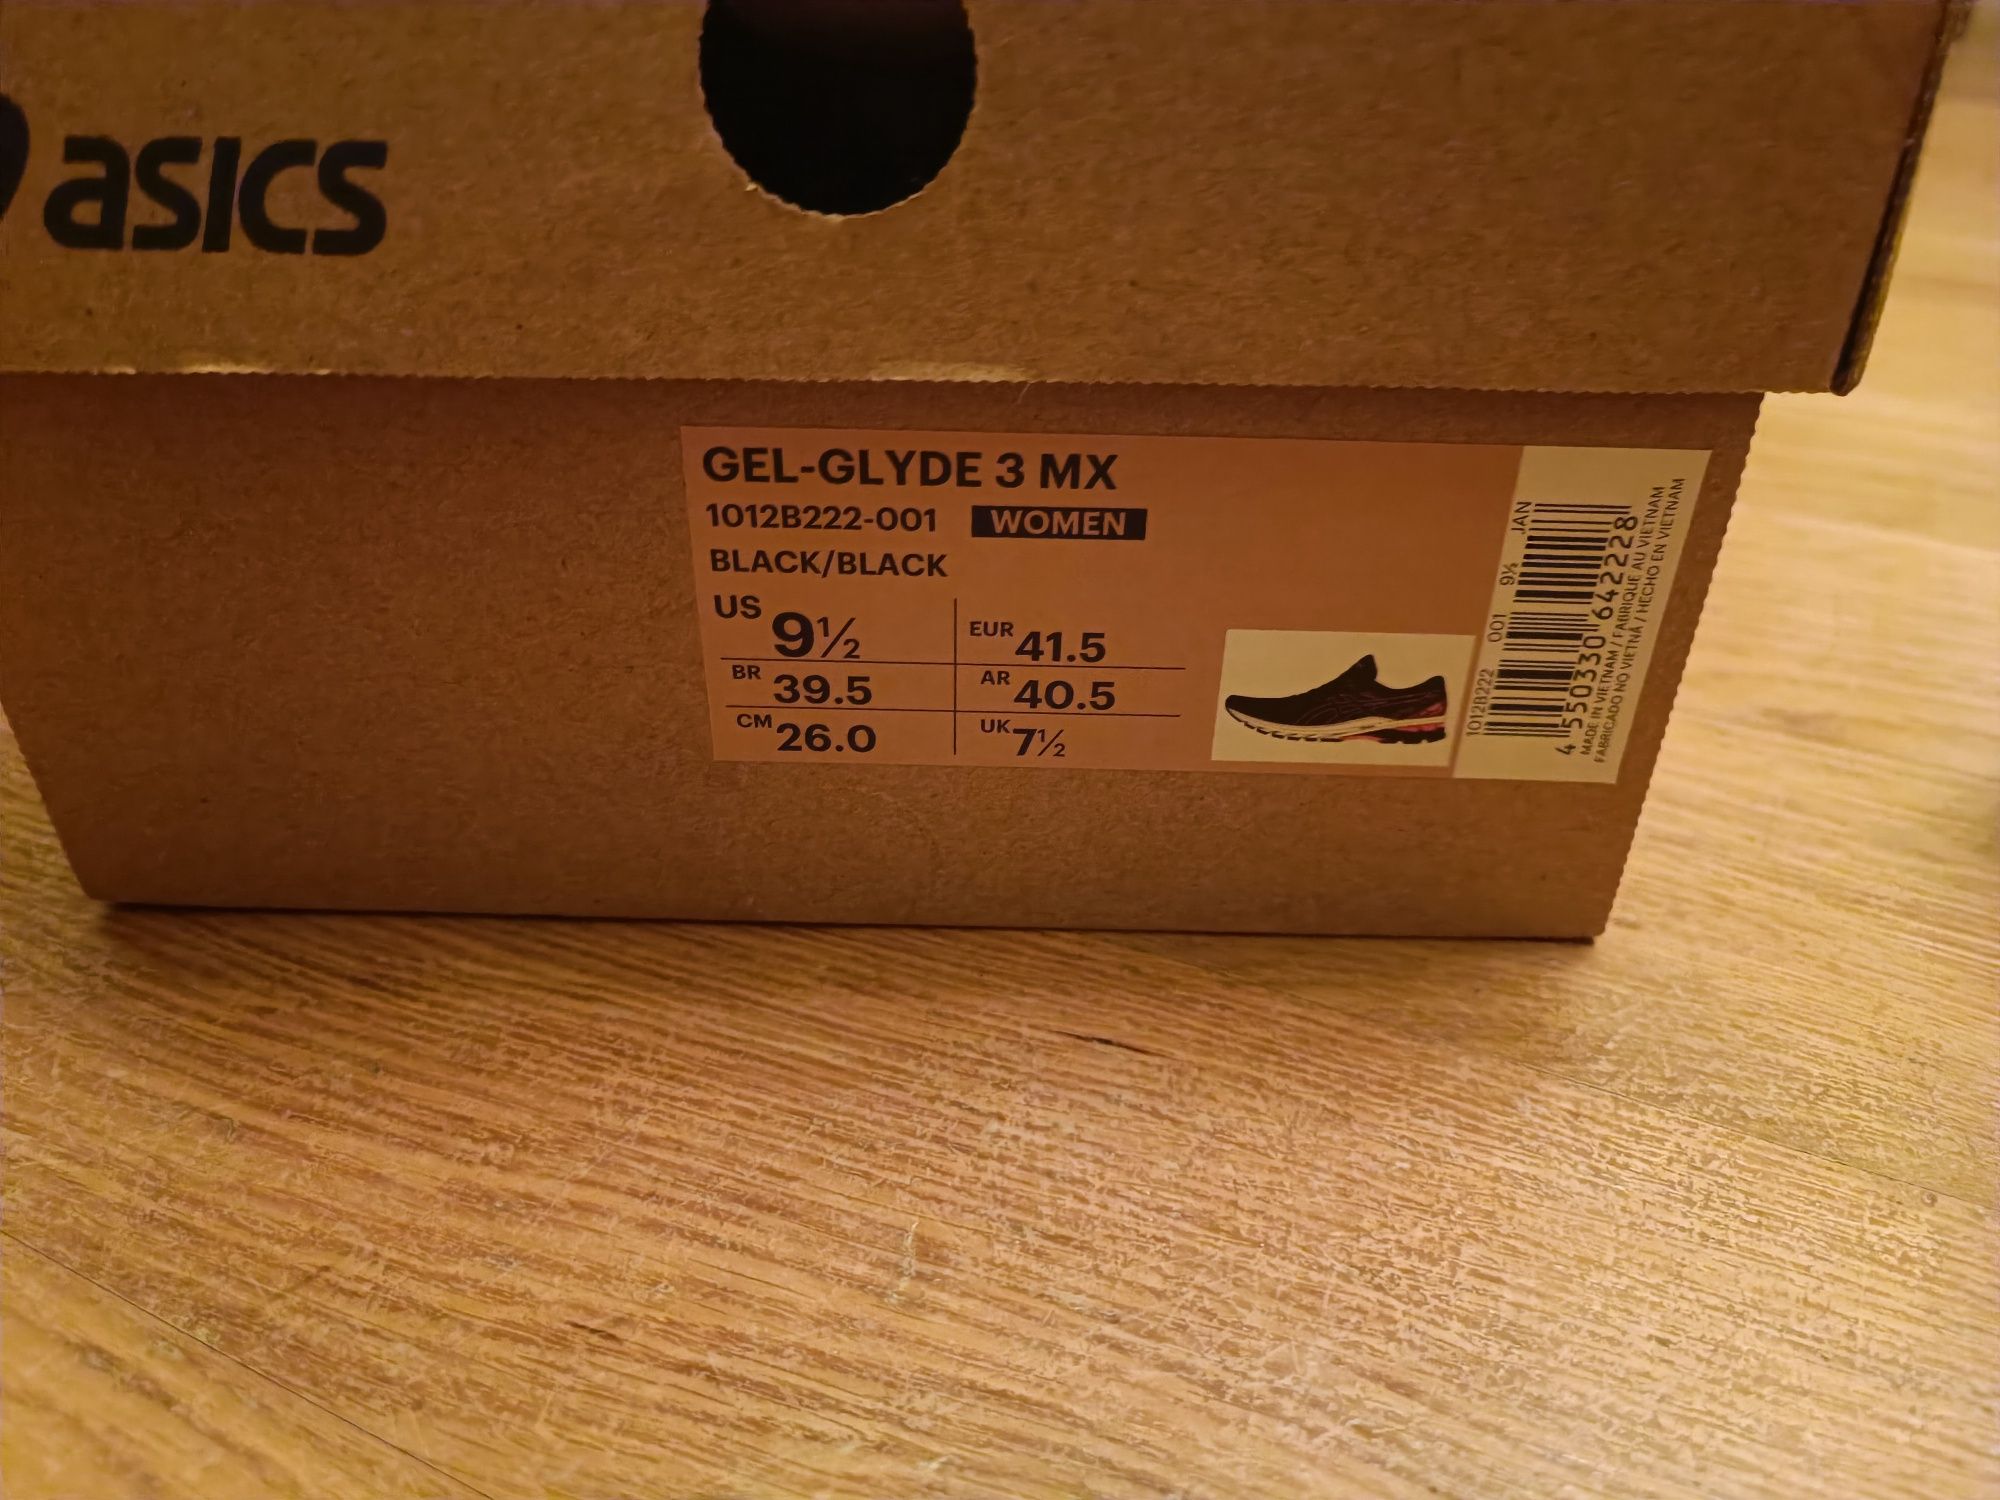 asics
GEL-GLYDE 3 MX
1012B222-001 WOMEN
BLACK/BLACK
US 9½ EUR 41.5
BR 39.5 AR 40.5
CM 26.0 UK 7½
1012B222 001 9½ JAN
4 550330 642228
MADE IN VIETNAM / FABRIQUE AU VIETNAM
FABRICADO NO VIETNÃ / HECHO EN VIETNAM